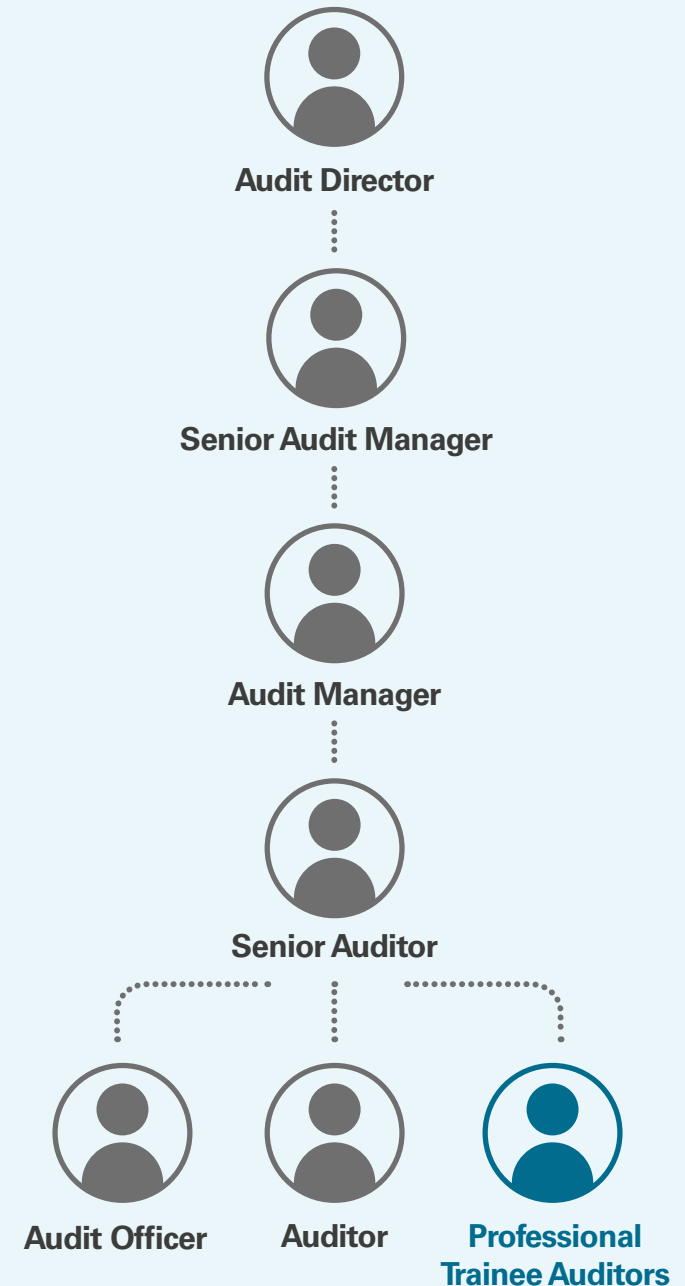 Audit Director
Senior Audit Manager
Audit Manager
Senior Auditor
Audit Officer
Auditor
Professional
Trainee Auditors